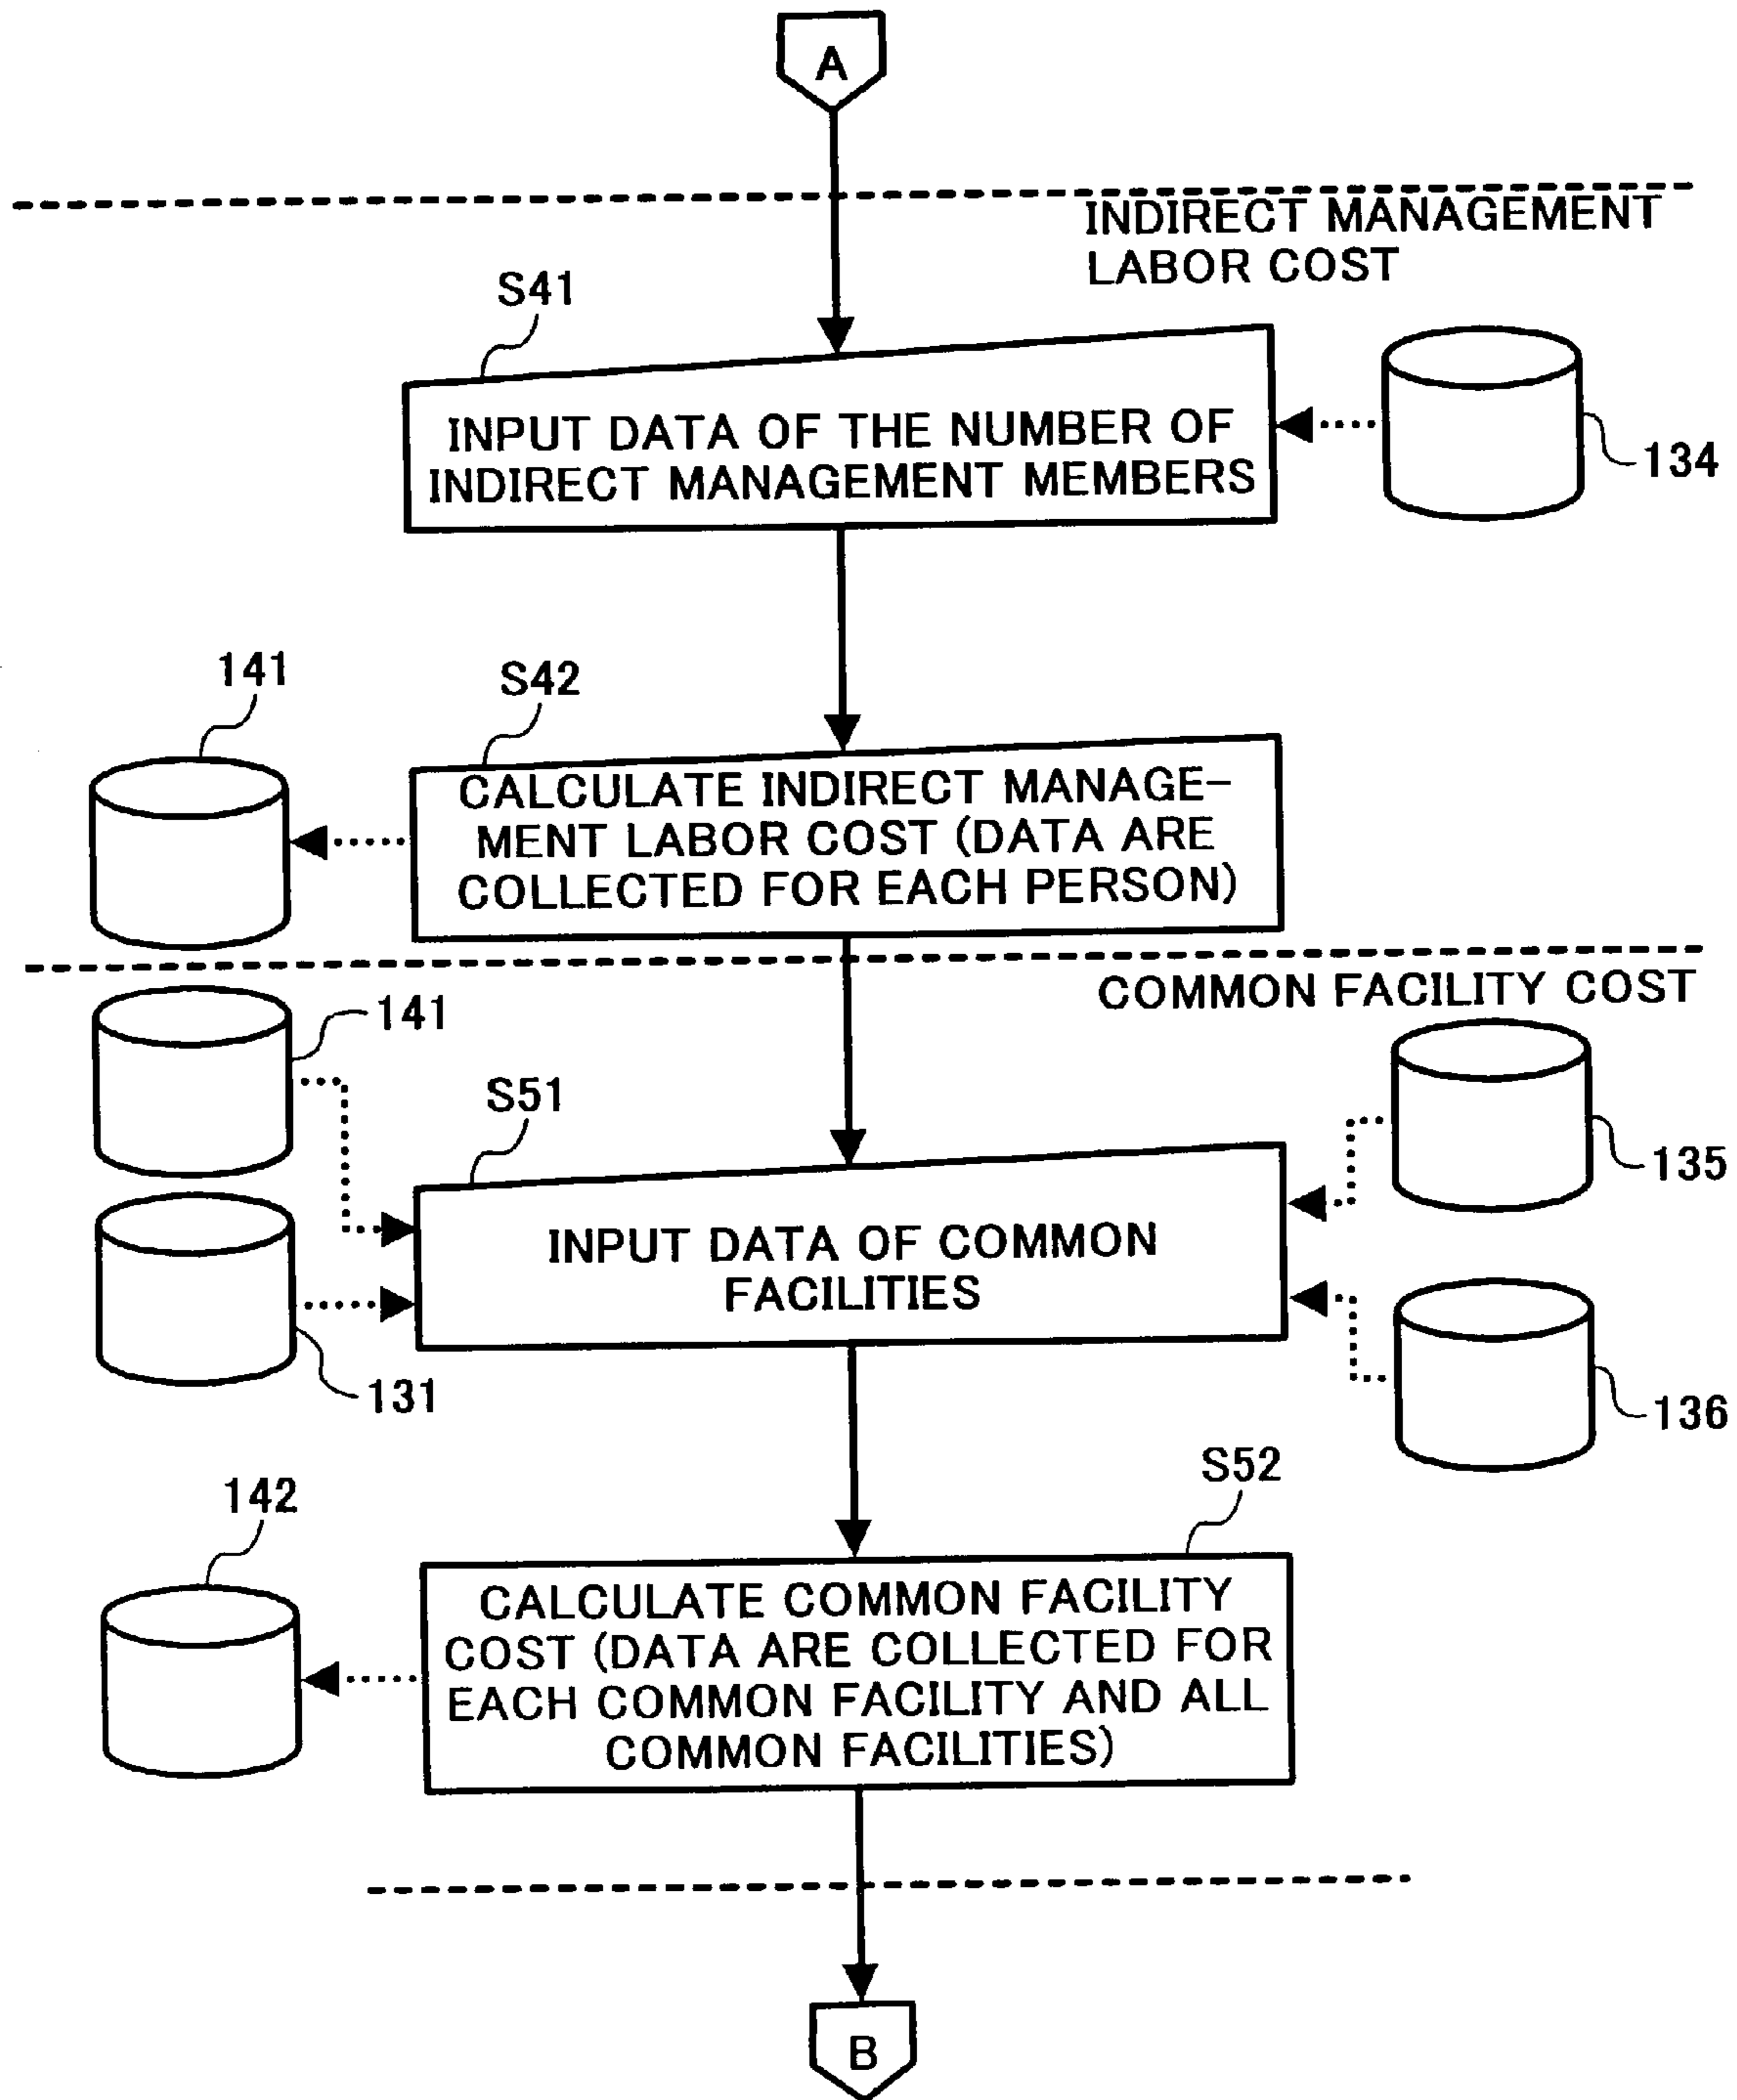 A
INDIRECT MANAGEMENT
LABOR COST
S41
INPUT DATA OF THE NUMBER OF
INDIRECT MANAGEMENT MEMBERS
134
141
S42
CALCULATE INDIRECT MANAGE-
MENT LABOR COST (DATA ARE
COLLECTED FOR EACH PERSON)
COMMON FACILITY COST
141
S51
135
INPUT DATA OF COMMON
FACILITIES
131
136
142
S52
CALCULATE COMMON FACILITY
COST (DATA ARE COLLECTED FOR
EACH COMMON FACILITY AND ALL
COMMON FACILITIES)
B